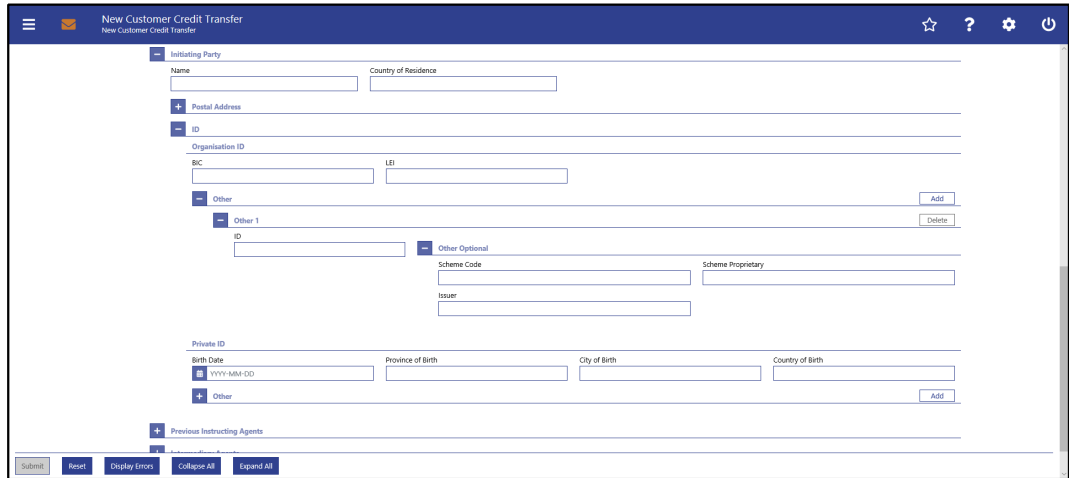 New Customer Credit Transfer
New Customer Credit Transfer
Initiating Party
Name Country of Residence
Postal Address
ID
Organisation ID
BIC LEI
Other Add
Other 1 Delete
ID
Other Optional
Scheme Code Scheme Proprietary
Issuer
Private ID
Birth Date Province of Birth City of Birth Country of Birth
YYYY-MM-DD
Other Add
Previous Instructing Agents
Intermediary Agents
Submit Reset Display Errors Collapse All Expand All